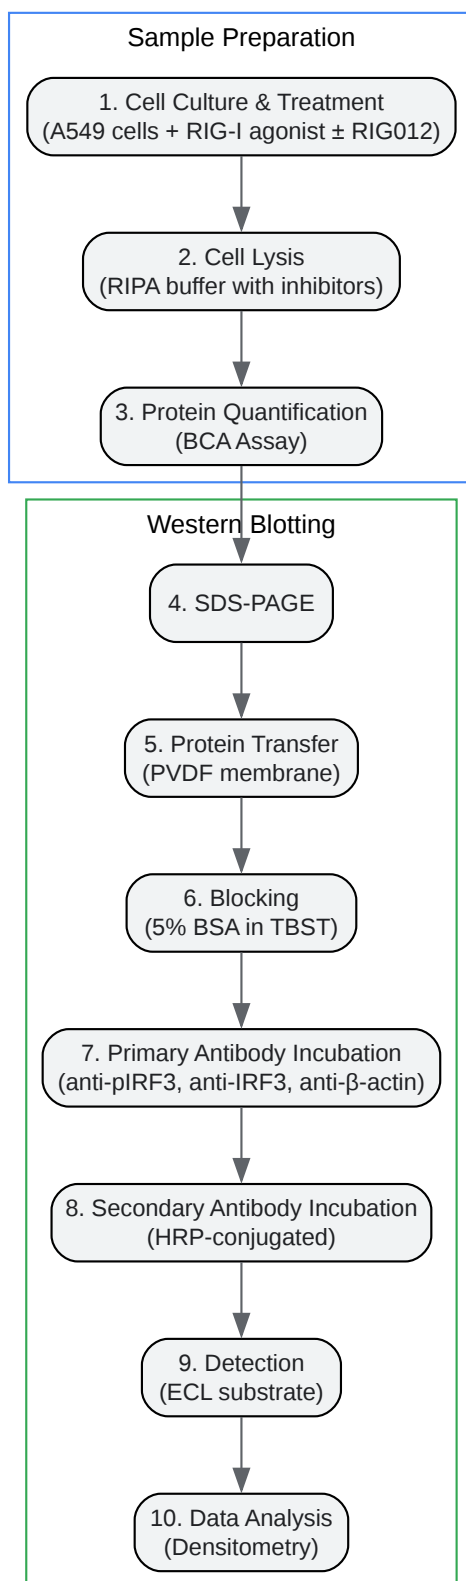 Sample Preparation
1. Cell Culture & Treatment
(A549 cells + RIG-I agonist ± RIG012)
2. Cell Lysis
(RIPA buffer with inhibitors)
3. Protein Quantification
(BCA Assay)
Western Blotting
4. SDS-PAGE
5. Protein Transfer
(PVDF membrane)
6. Blocking
(5% BSA in TBST)
7. Primary Antibody Incubation
(anti-pIRF3, anti-IRF3, anti-β-actin)
8. Secondary Antibody Incubation
(HRP-conjugated)
9. Detection
(ECL substrate)
10. Data Analysis
(Densitometry)